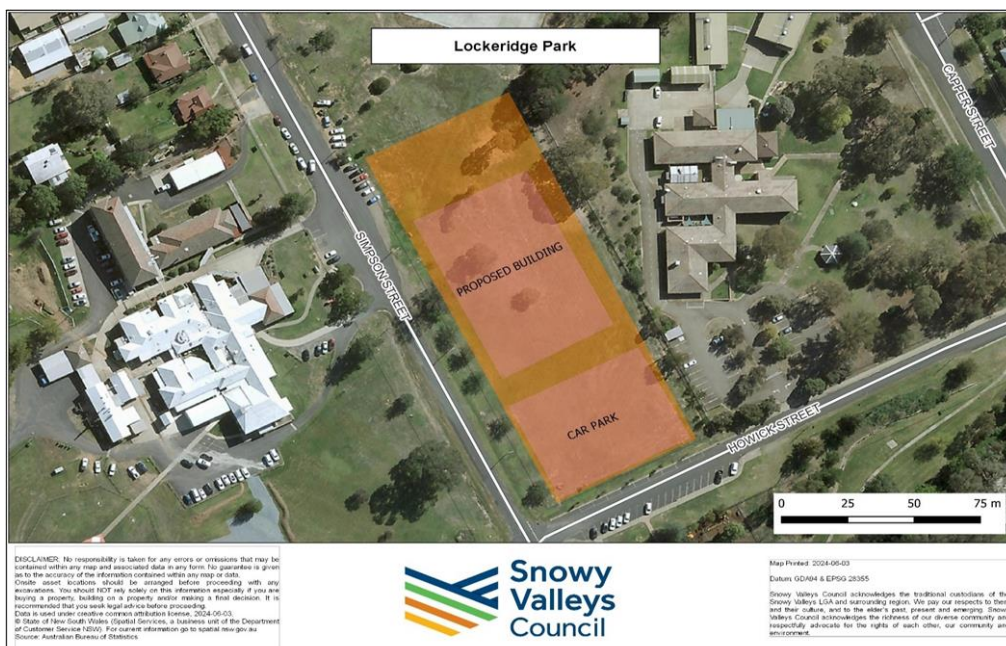 Lockeridge Park
CAPPER-STREET
SIMPSON-STREET
PROPOSED BUILDING
CAR PARK
HOWICK-STREET
0 25 50 75 m
DISCLAIMER: No responsibility is taken for any errors or omissions that may be
contained within any map and associated data in any form. No guarantee is given
as to the accuracy of the information contained within any map or data.
Onsite asset locations should be arranged before proceeding with any
excavations. You should NOT rely solely on this information especially if you are
buying a property, building on a property and/or making a final decision. It is
recommended that you seek legal advice before proceeding.
Data is used under creative common attribution license, 2024-06-03.
© State of New South Wales (Spatial Services, a business unit of the Department
of Customer Service NSW). For current information go to spatial.nsw.gov.au
Source: Australian Bureau of Statistics
Snowy
Valleys
Council
Map Printed: 2024-06-03
Datum: GDA94 & EPSG 28355
Snowy Valleys Council acknowledges the traditional custodians of the
Snowy Valleys LGA and surrounding region. We pay our respects to them
and their culture, and to the elder's past, present and emerging. Snowy
Valleys Council acknowledges the richness of our diverse community and
respectfully advocate for the rights of each other, our community and
environment.